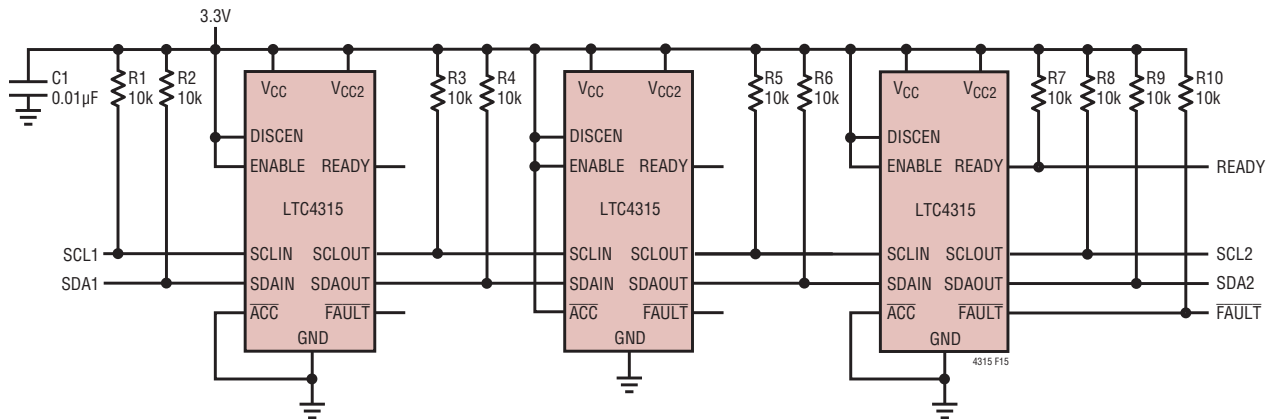 3.3V
C1
0.01µF
R1
10k
R2
10k
VCC
VCC2
DISCEN
ENABLE
READY
LTC4315
SCLIN
SCLOUT
SDAIN
SDAOUT
ACC
FAULT
GND
R3
10k
R4
10k
VCC
VCC2
DISCEN
ENABLE
READY
LTC4315
SCLIN
SCLOUT
SDAIN
SDAOUT
ACC
FAULT
GND
R5
10k
R6
10k
VCC
VCC2
DISCEN
ENABLE
READY
LTC4315
SCLIN
SCLOUT
SDAIN
SDAOUT
ACC
FAULT
GND
4315 F15
R7
10k
R8
10k
R9
10k
R10
10k
SCL1
SDA1
READY
SCL2
SDA2
FAULT